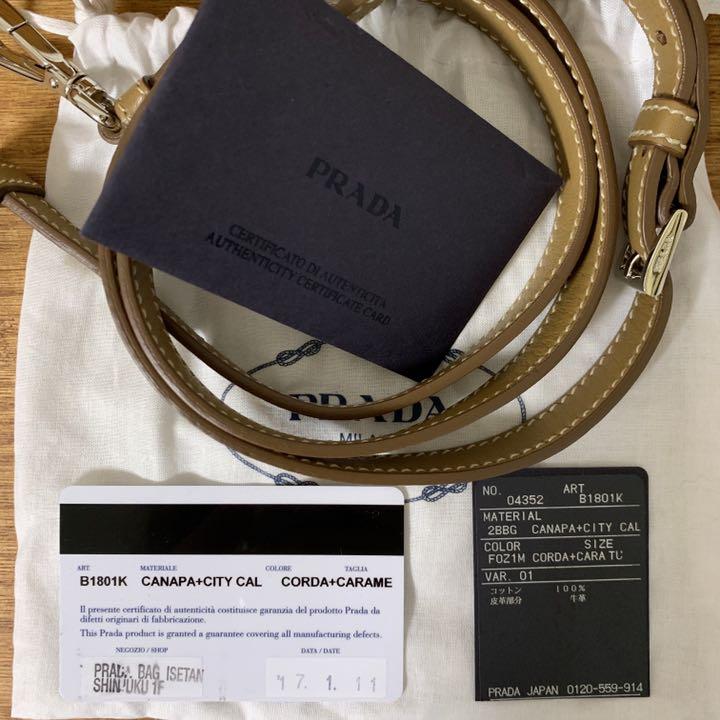 PRADA
CERTIFICATO DI AUTENTICITÀ
AUTHENTICITY CERTIFICATE CARD
PRADA
ART MATERIALE COLORE TAGLIA
B1801K CANAPA+CITY CAL CORDA+CARAME
Il presente certificato di autenticità costituisce garanzia del prodotto Prada da
difetti originari di fabbricazione.
This Prada product is granted a guarantee covering all manufacturing defects.
NEGOZIO / SHOP DATA / DATE
PRADA BAG ISETAN
SHINJUKU 1F
17. 1. 11
NO. ART
04352 B1801K
MATERIAL
2BBG CANAPA+CITY CAL
COLOR SIZE
F0Z1M CORDA+CARA TU
VAR. 01
コットン 100%
皮革部分 牛革
PRADA JAPAN 0120-559-914